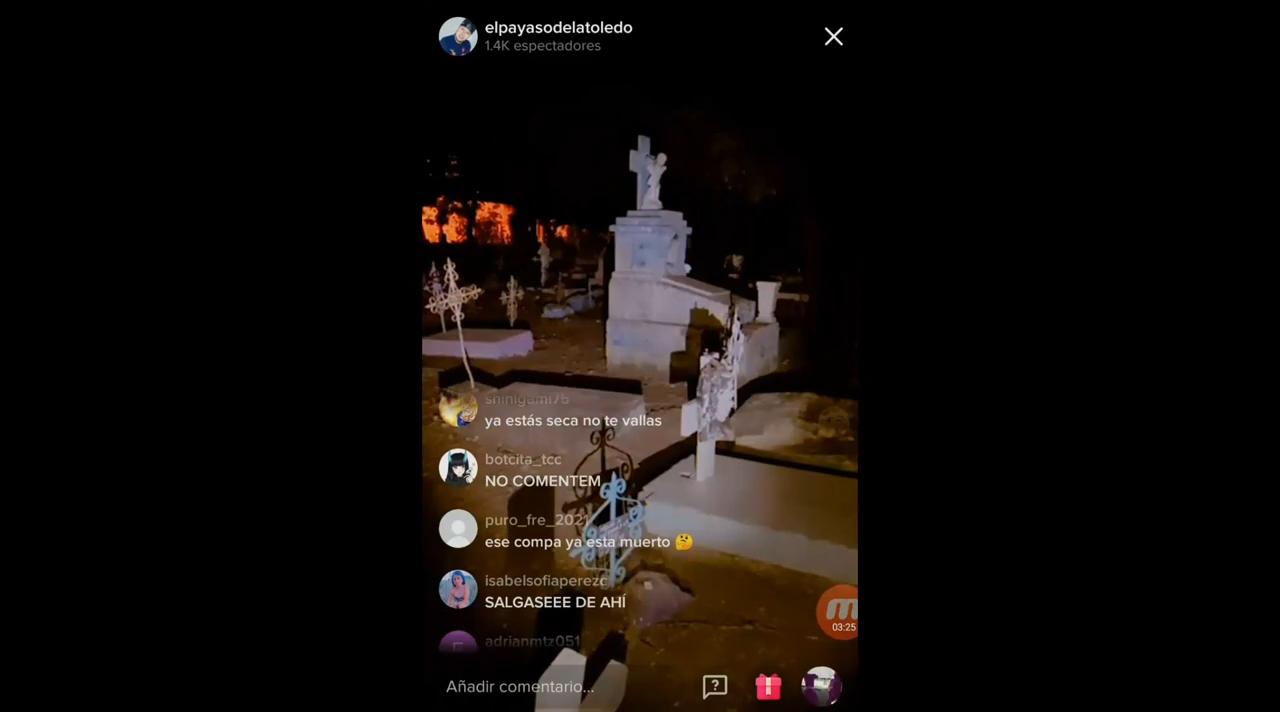 elpayasodelatoledo
1.4K espectadores
shinigami75
ya estás seca no te vallas
botcita_tcc
NO COMENTEM
puro_fre_2021
ese compa ya esta muerto 🤔
isabelsofiaperezc
SALGASEEE DE AHÍ
adrianmtz051
03:25
Añadir comentario...